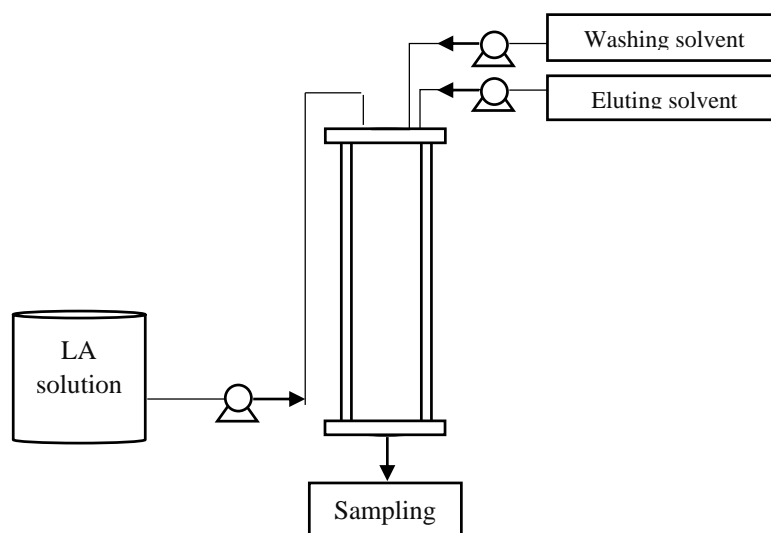 Washing solvent
Eluting solvent
LA
solution
Sampling